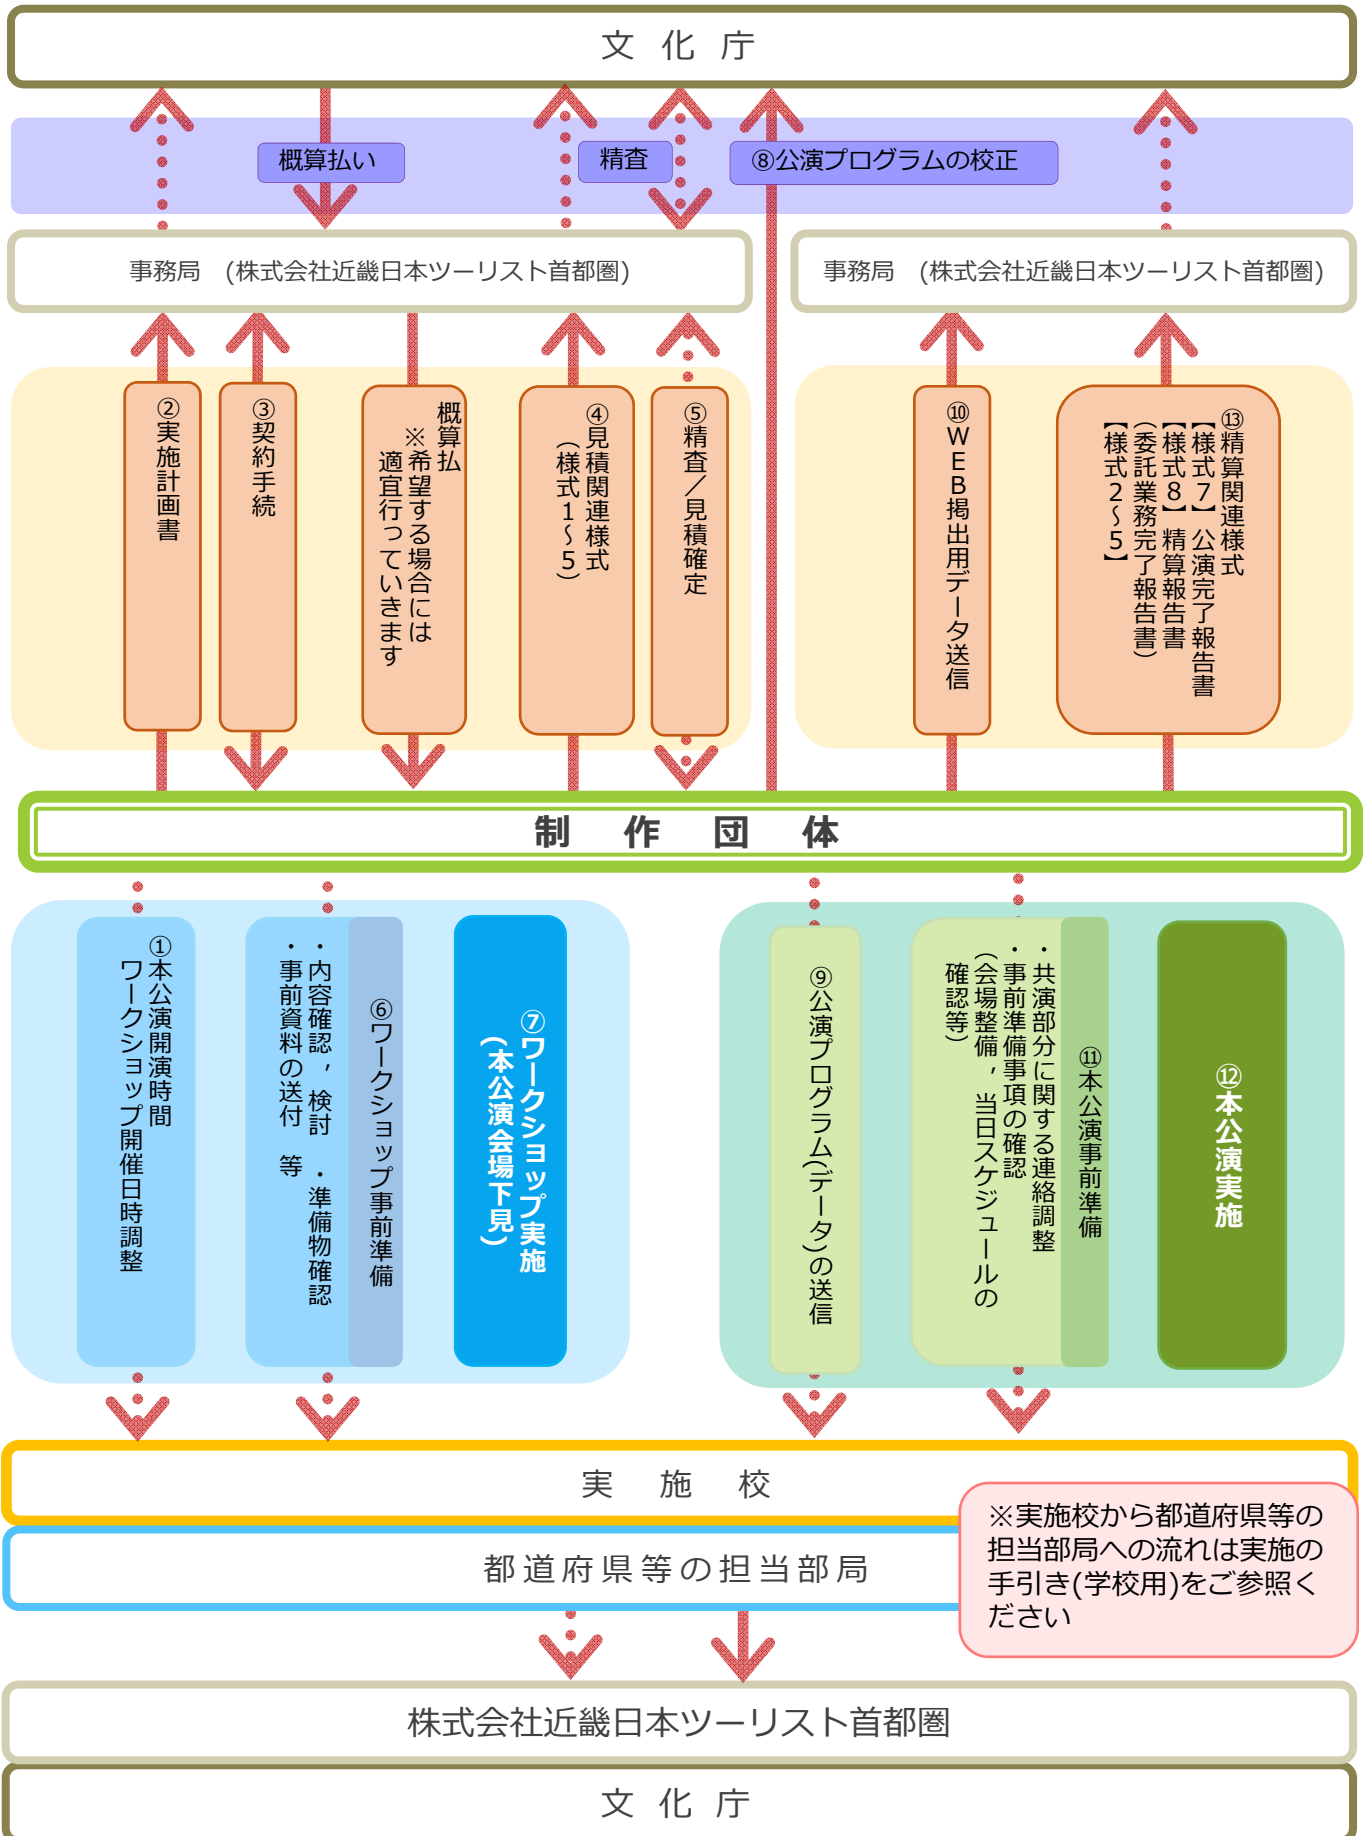 文化庁
概算払い
精査
⑧公演プログラムの校正
事務局　(株式会社近畿日本ツーリスト首都圏)
事務局　(株式会社近畿日本ツーリスト首都圏)
②実施計画書
③契約手続
概算払
※希望する場合には
適宜行っていきます
④見積関連様式
（様式１～５）
⑤精査／見積確定
⑩ＷＥＢ掲出用データ送信
⑬精算関連様式
【様式７】公演完了報告書
【様式８】精算報告書
（委託業務完了報告書）
【様式２～５】
制作団体
①本公演開演時間
ワークショップ開催日時調整
⑥ワークショップ事前準備
・内容確認，検討　・準備物確認
・事前資料の送付　等
⑦ワークショップ実施
(本公演会場下見)
⑨公演プログラム(データ)の送信
⑪本公演事前準備
・共演部分に関する連絡調整
・事前準備事項の確認
（会場整備，当日スケジュールの
確認等）
⑫本公演実施
実施校
都道府県等の担当部局
※実施校から都道府県等の
担当部局への流れは実施の
手引き(学校用)をご参照く
ださい
株式会社近畿日本ツーリスト首都圏
文化庁